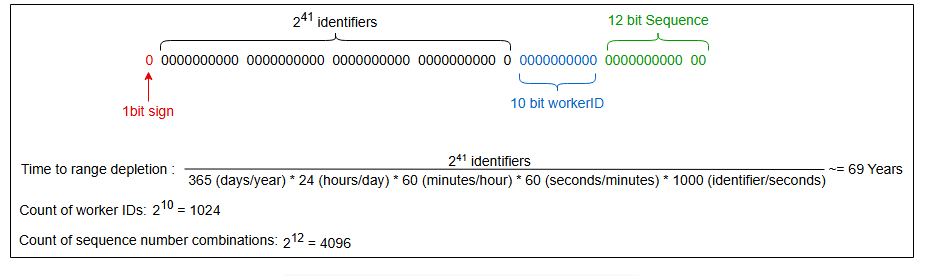 2^41 identifiers
12 bit Sequence
0 0000000000 0000000000 0000000000 0000000000 0 0000000000 0000000000 00
1bit sign
10 bit workerID
2^41 identifiers
Time to range depletion : ~= 69 Years
365 (days/year) * 24 (hours/day) * 60 (minutes/hour) * 60 (seconds/minutes) * 1000 (identifier/seconds)
Count of worker IDs: 2^10 = 1024
Count of sequence number combinations: 2^12 = 4096